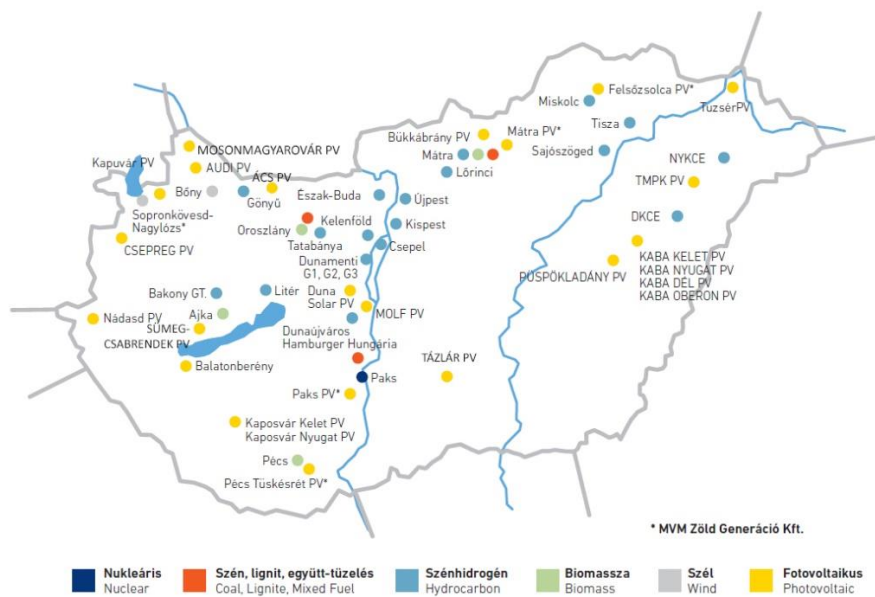 Felsőzsolca PV*
Miskolc
TuzsérPV
Tisza
Bükkábrány PV
Mátra PV*
MOSONMAGYAROVÁR PV
Mátra
Sajószöged
Kapuvár PV
AUDI PV
NYKCE
Lőrinci
ÁCS PV
TMPK PV
Bőny
Gönyű
Észak-Buda
Újpest
Sopronkövesd-
Nagylózs*
Oroszlány
Kelenföld
Kispest
DKCE
CSEPREG PV
Tatabánya
Csepel
Dunamenti
G1, G2, G3
KABA KELET PV
KABA NYUGAT PV
KABA DÉL PV
KABA OBERON PV
PÜSPÖKLADÁNY PV
Bakony GT.
Litér
Duna
Solar PV
Nádasd PV
Ajka
MOLF PV
SÜMEG-
CSABRENDEK PV
Dunaújváros
Hamburger Hungária
TÁZLÁR PV
Balatonberény
Paks
Paks PV*
Kaposvár Kelet PV
Kaposvár Nyugat PV
Pécs
Pécs Tüskésrét PV*
* MVM Zöld Generáció Kft.
Nukleáris
Nuclear
Szén, lignit, együtt-tüzelés
Coal, Lignite, Mixed Fuel
Szénhidrogén
Hydrocarbon
Biomassza
Biomass
Szél
Wind
Fotovoltaikus
Photovoltaic